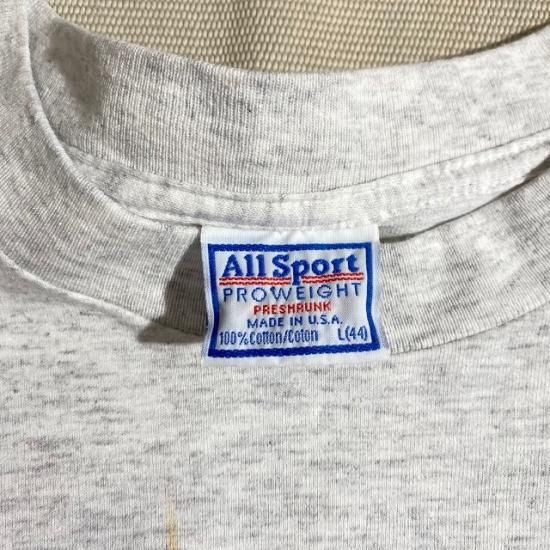 All Sport
PROWEIGHT
PRESHRUNK
MADE IN U.S.A.
100% Cotton/Coton L(44)